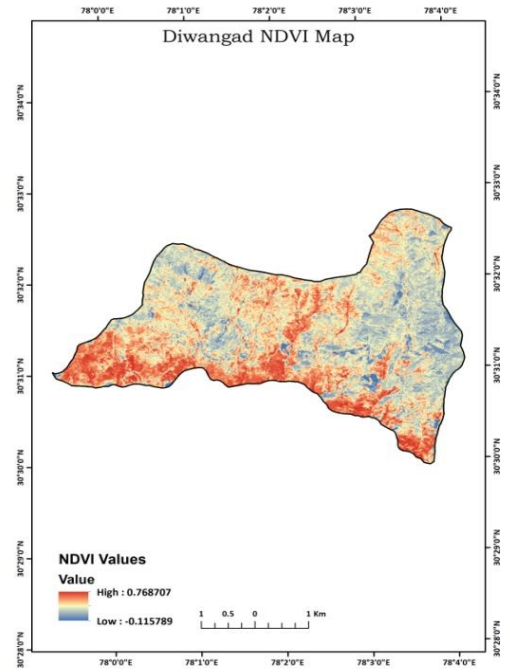 78°0'0"E 78°1'0"E 78°2'0"E 78°3'0"E 78°4'0"E
Diwangad NDVI Map
30°34'0"N
30°33'0"N
30°32'0"N
30°31'0"N
30°30'0"N
30°29'0"N
30°28'0"N
30°34'0"N
30°33'0"N
30°32'0"N
30°31'0"N
30°30'0"N
30°29'0"N
30°28'0"N
NDVI Values
Value
High : 0.768707
Low : -0.115789
1 0.5 0 1 Km
78°0'0"E 78°1'0"E 78°2'0"E 78°3'0"E 78°4'0"E